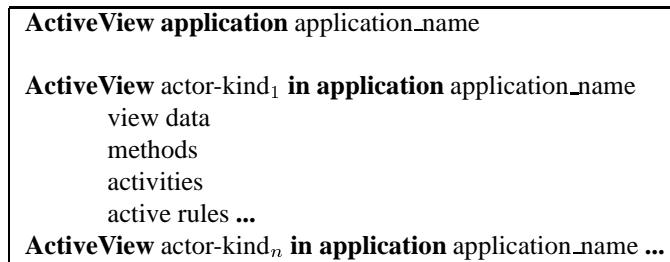 ActiveView application application_name
ActiveView actor-kind₁ in application application_name
view data
methods
activities
active rules ...
ActiveView actor-kindₙ in application application_name ...